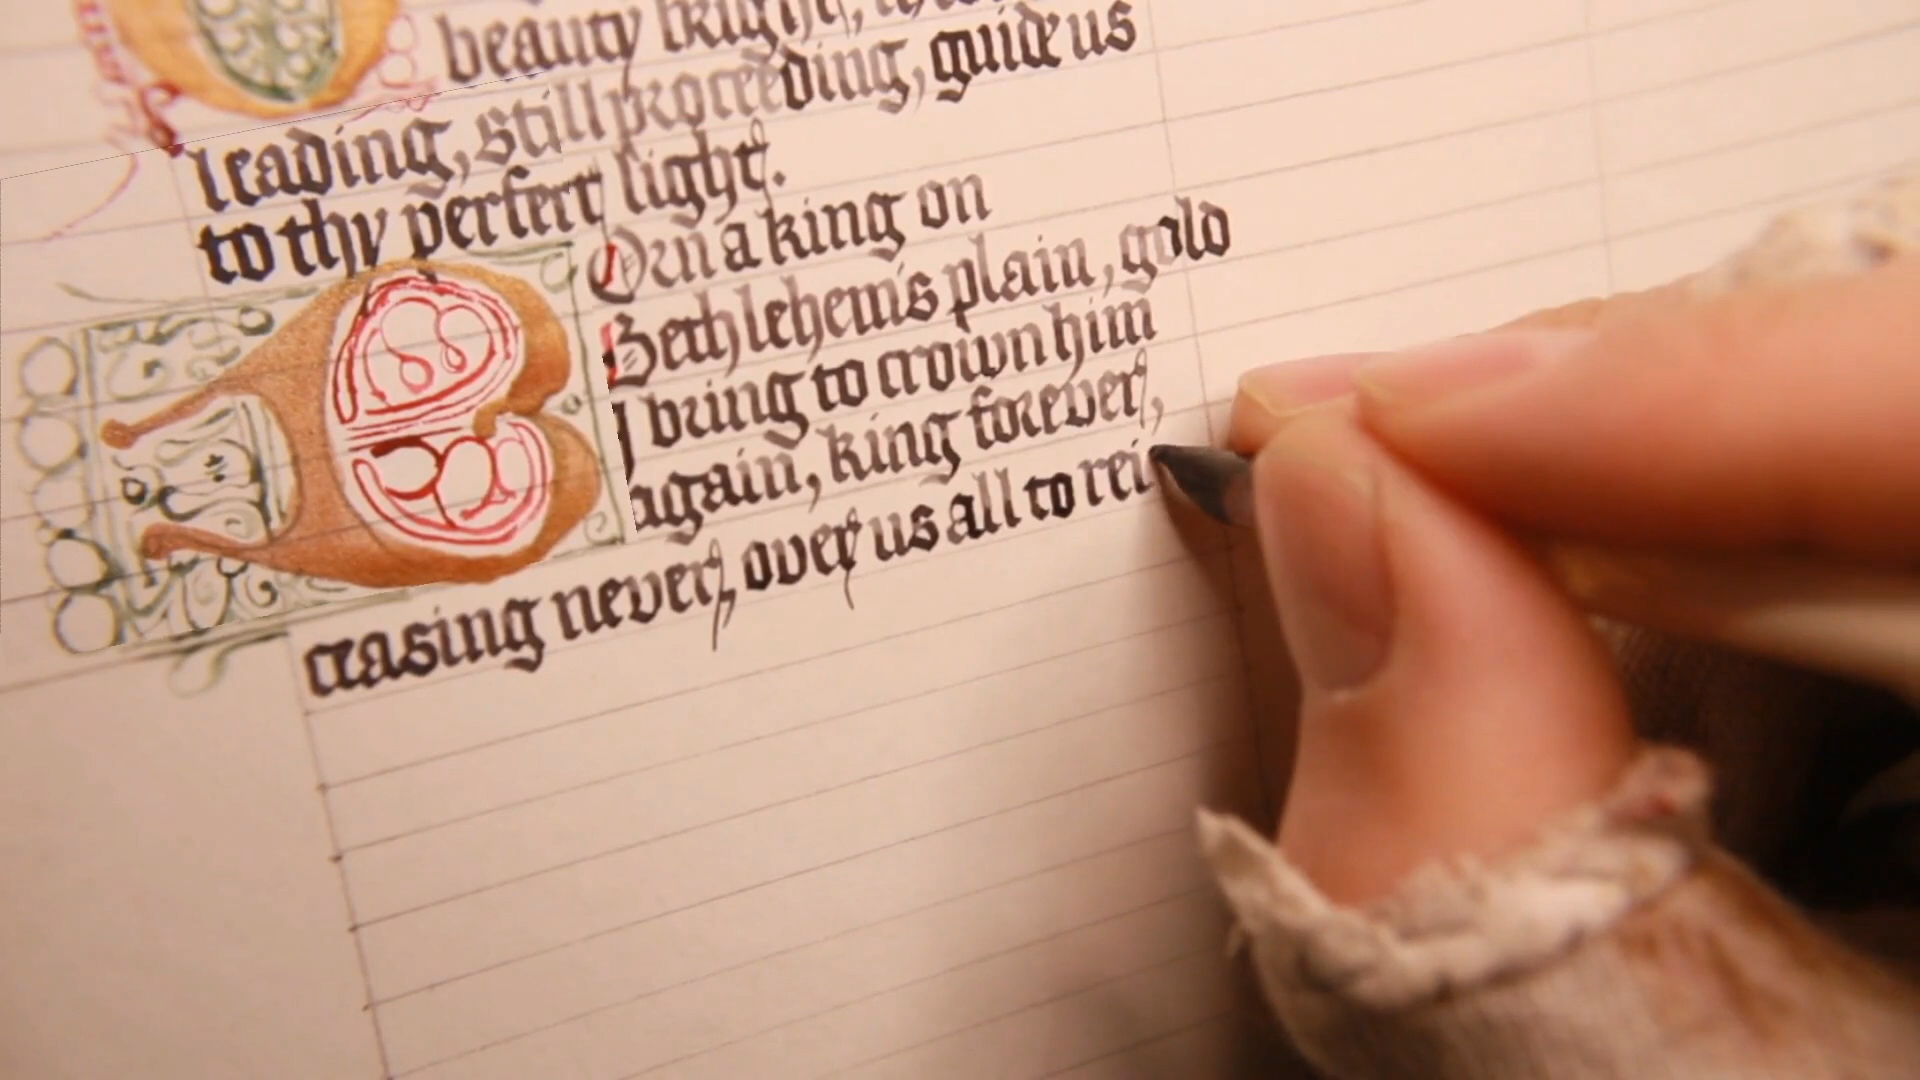 beauty bright,
leading, still proceeding, guide us
to thy perfect light.
BOrn a king on
Bethlehem's plain, gold
I bring to crown him
again, king forever,
ceasing never, over us all to rei